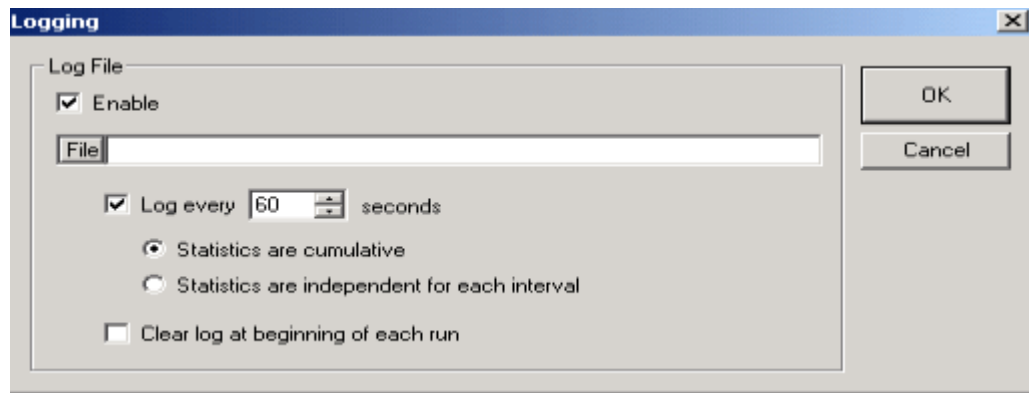 Logging
Log File
Enable
OK
File
Cancel
Log every 60 seconds
Statistics are cumulative
Statistics are independent for each interval
Clear log at beginning of each run